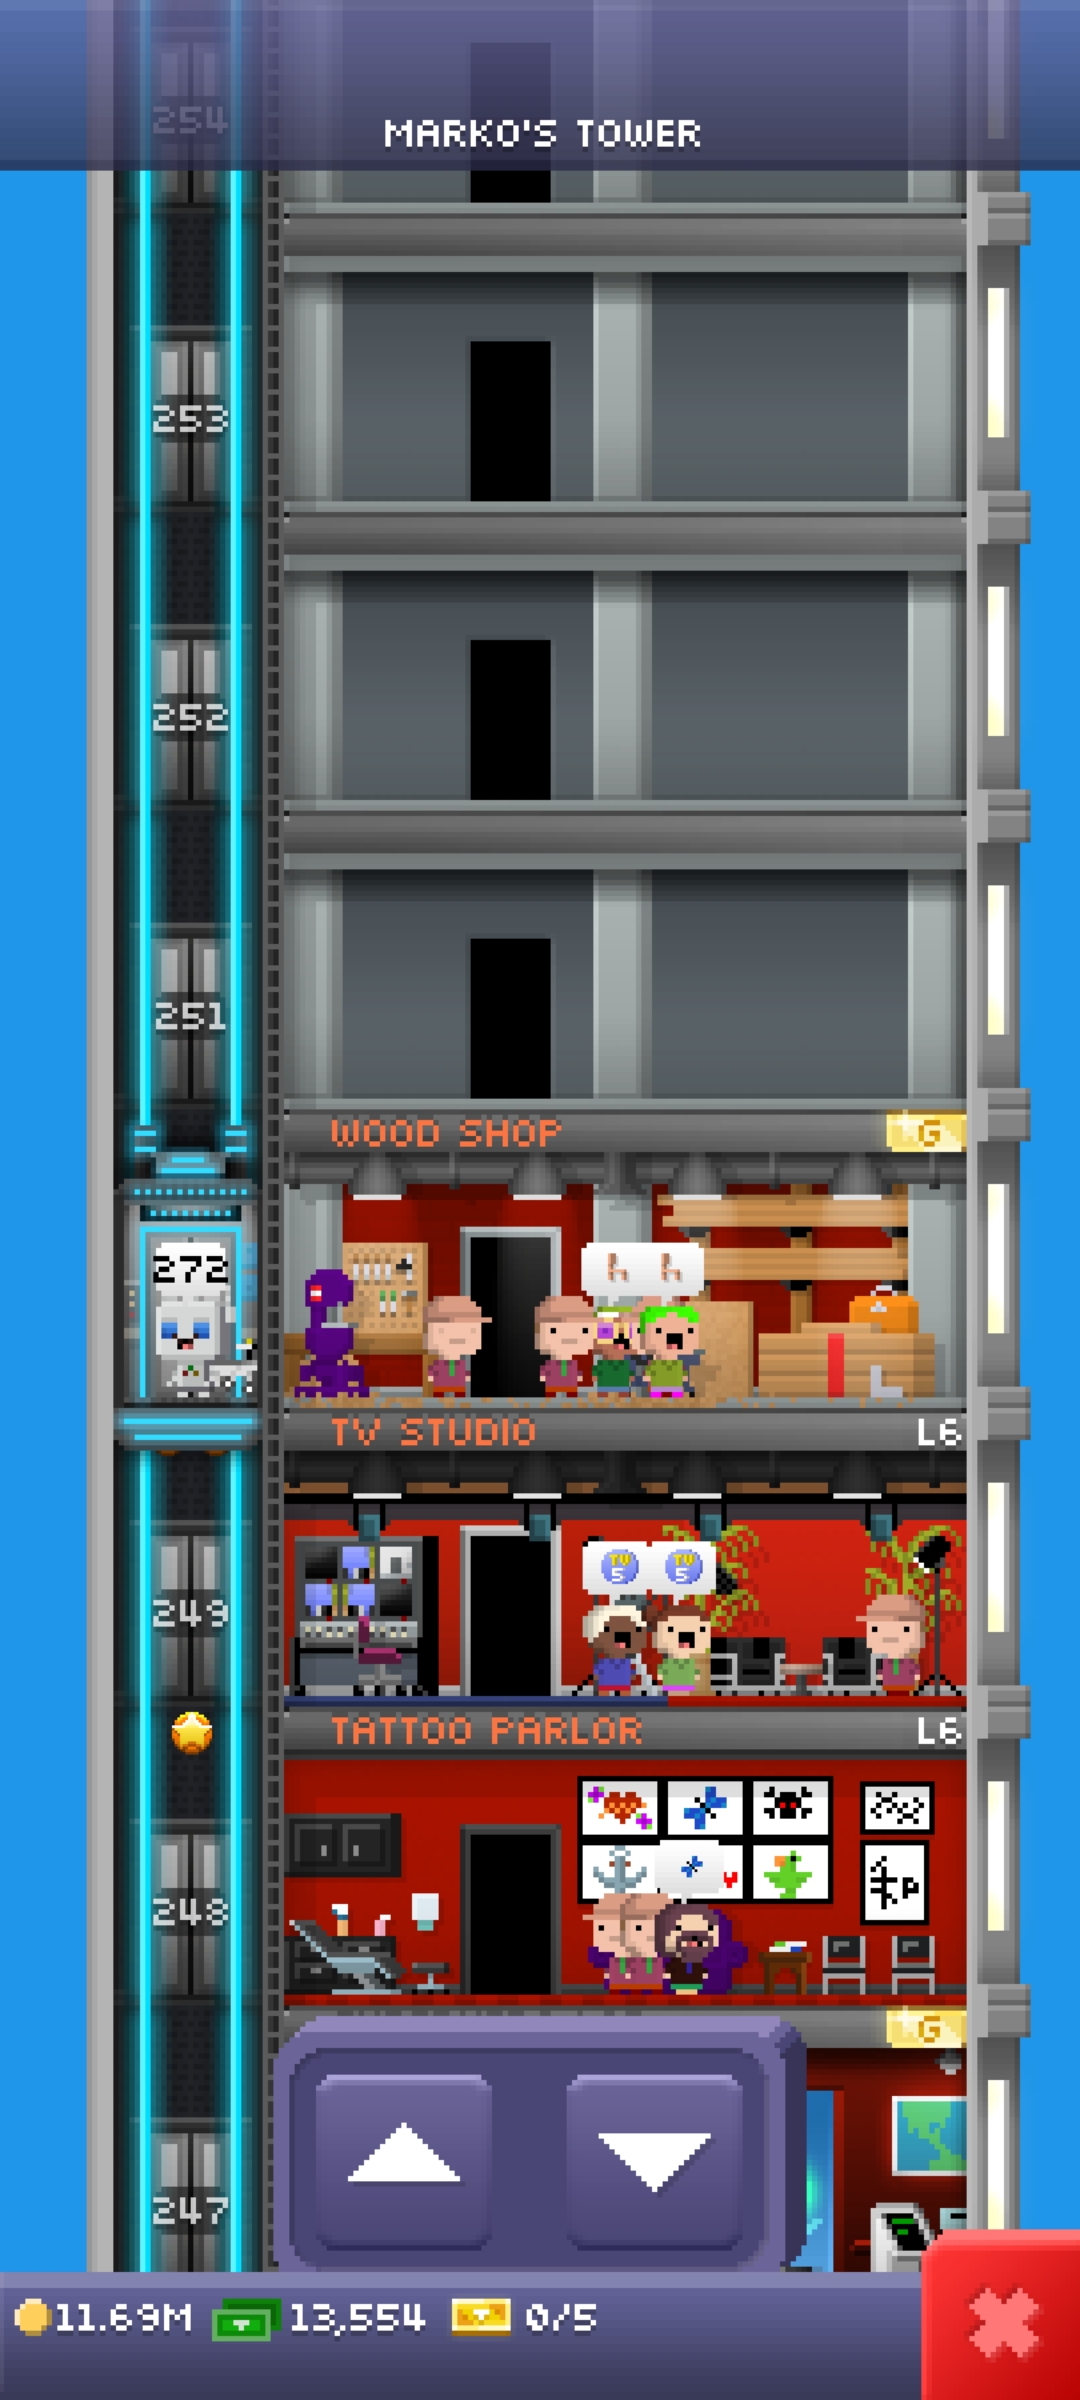 254
MARKO'S TOWER
253
252
251
WOOD SHOP G
272
TV STUDIO L6
TV 5 TV 5
249
TATTOO PARLOR L6
248
P
G
247
11.69M 13,554 0/5